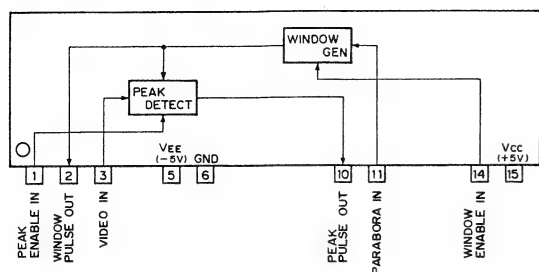 WINDOW
GEN
PEAK
DETECT
VEE
(−5V)
GND
VCC
(+5V)
1
2
3
5
6
10
11
14
15
PEAK
ENABLE IN
WINDOW
PULSE OUT
VIDEO IN
PEAK
PULSE OUT
PARABORA IN
WINDOW
ENABLE IN